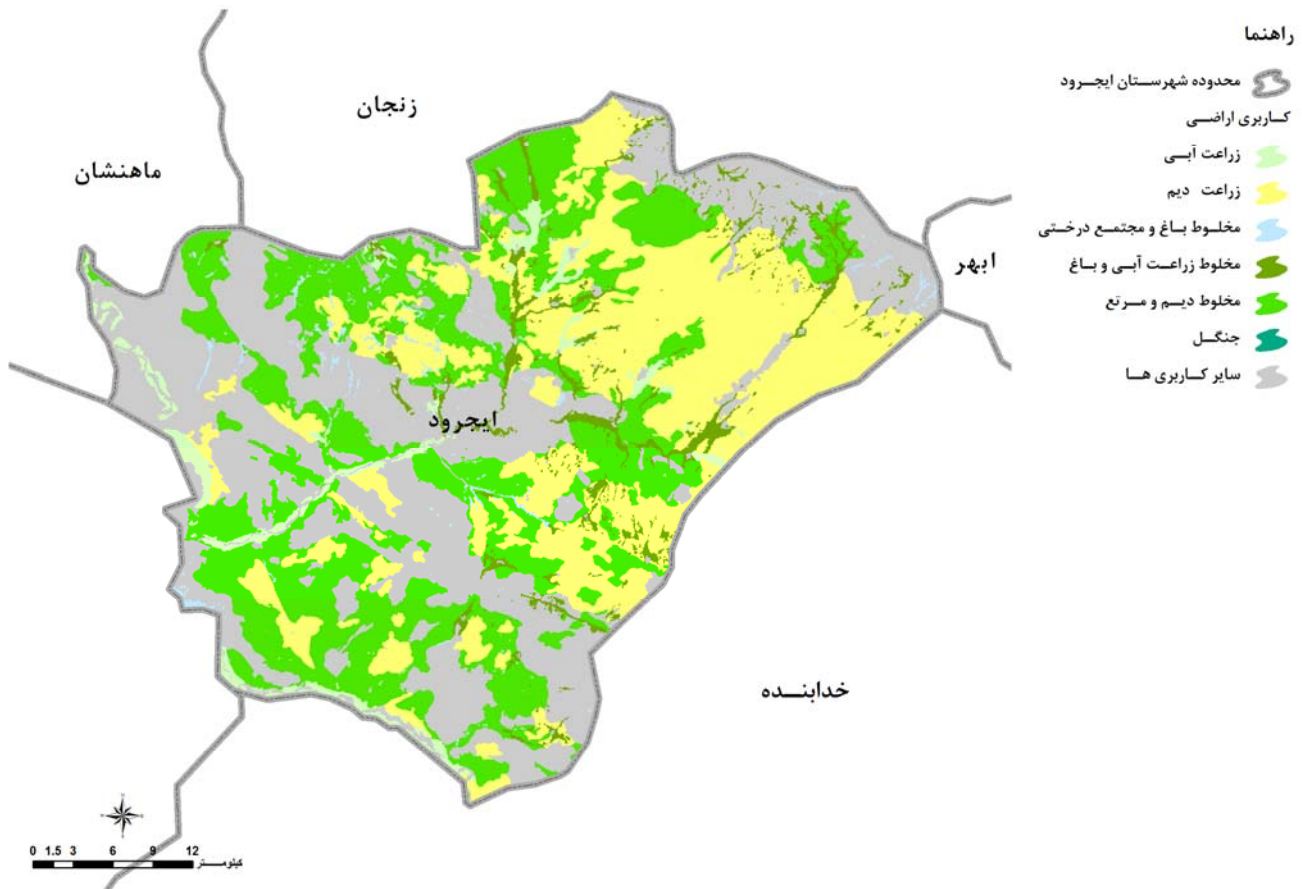 راهنما
محدوده شهرستان ایجرود
کاربری اراضی
زراعت آبی
زراعت دیم
مخلوط باغ و مجتمع درختی
مخلوط زراعت آبی و باغ
مخلوط دیم و مرتع
جنگل
سایر کاربری ها
زنجان
ماهنشان
ابهر
ایجرود
خدابنده
0 1.5 3 6 9 12
کیلومتر